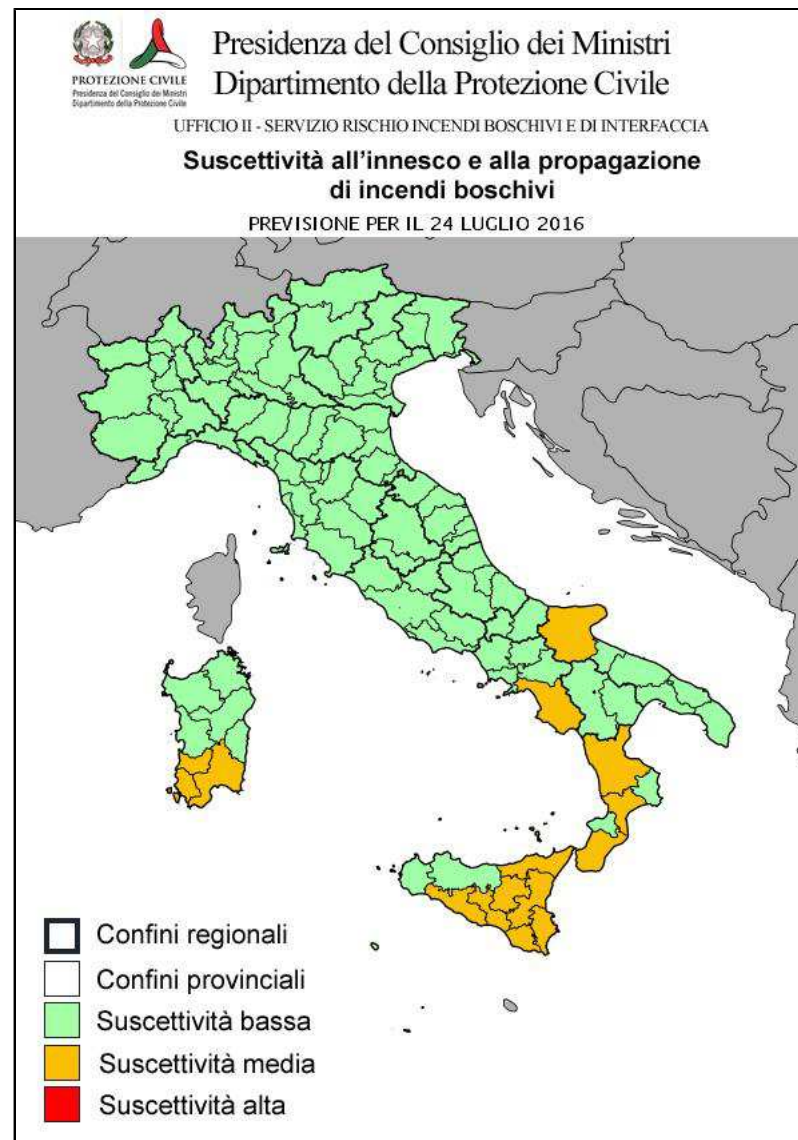 PROTEZIONE CIVILE
Presidenza del Consiglio dei Ministri
Dipartimento della Protezione Civile
Presidenza del Consiglio dei Ministri
Dipartimento della Protezione Civile
UFFICIO II - SERVIZIO RISCHIO INCENDI BOSCHIVI E DI INTERFACCIA
Suscettività all'innesco e alla propagazione
di incendi boschivi
PREVISIONE PER IL 24 LUGLIO 2016
Confini regionali
Confini provinciali
Suscettività bassa
Suscettività media
Suscettività alta